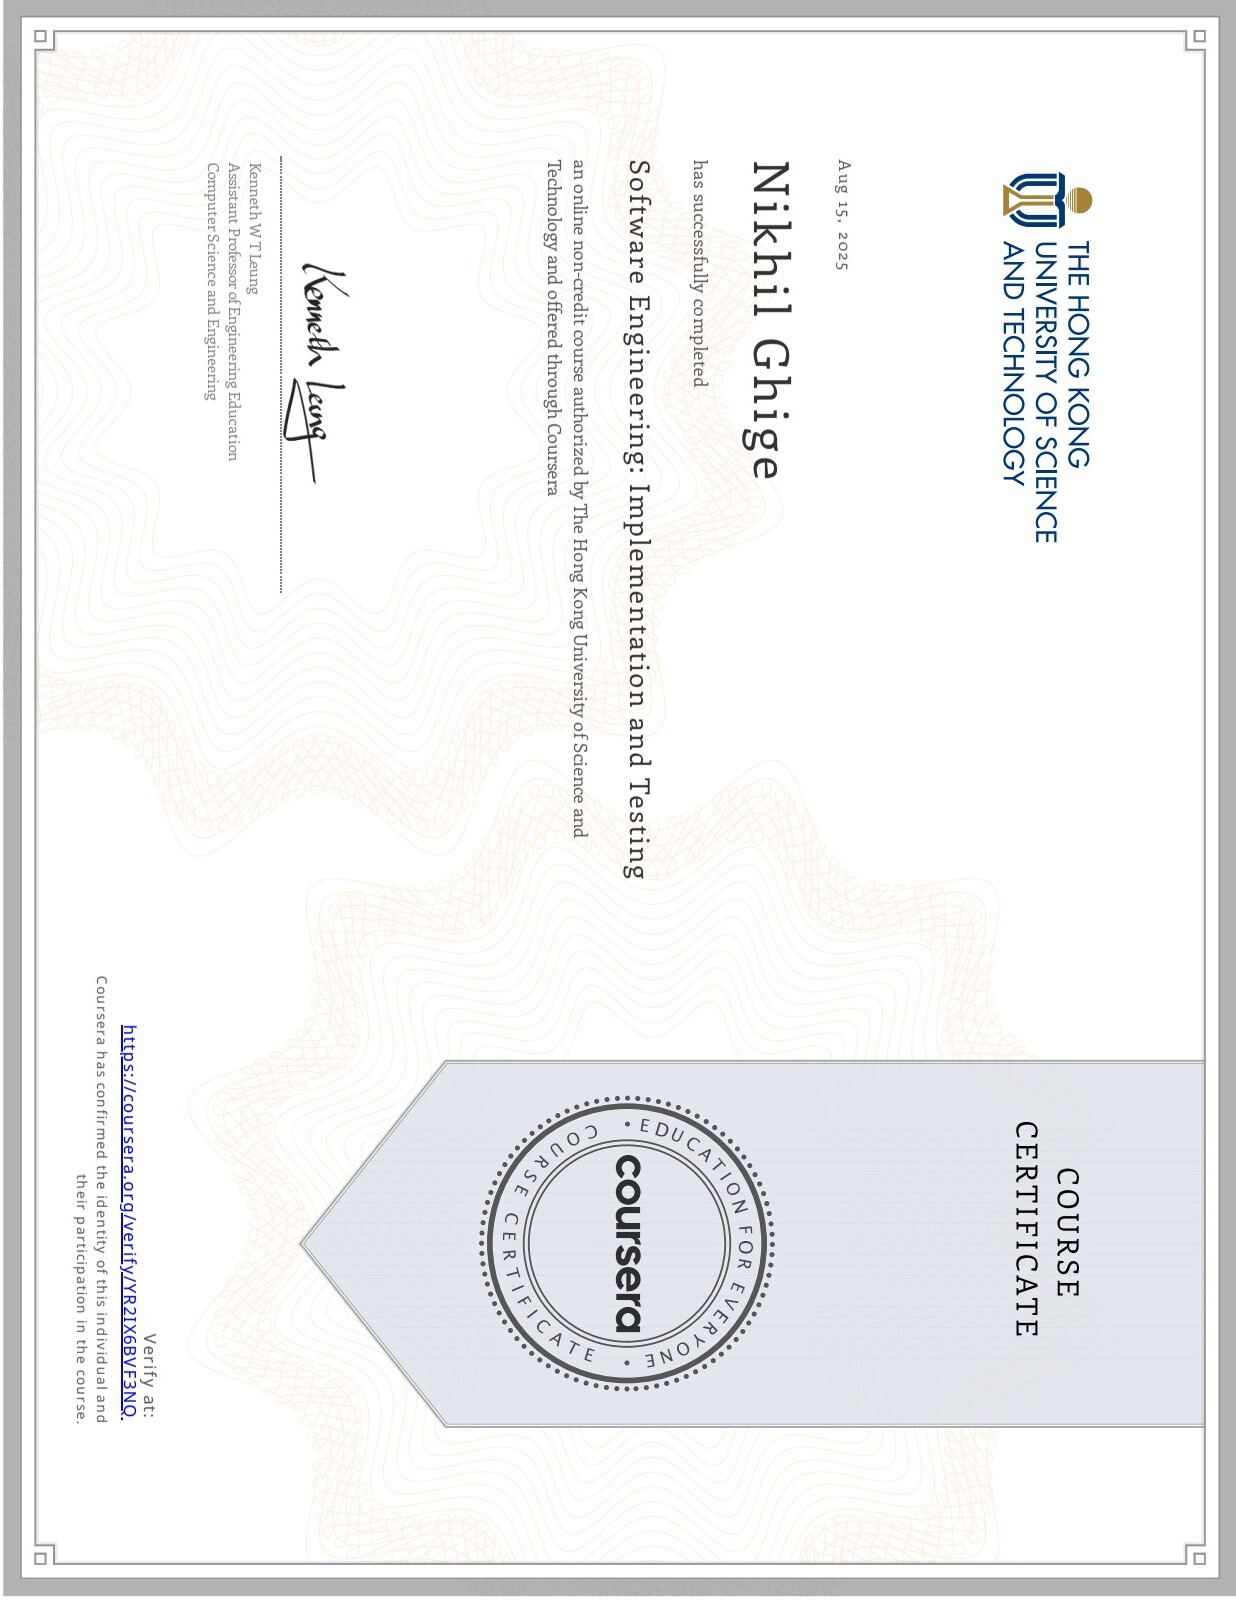 THE HONG KONG
UNIVERSITY OF SCIENCE
AND TECHNOLOGY
Aug 15, 2025
Nikhil Ghige
has successfully completed
Software Engineering: Implementation and Testing
an online non-credit course authorized by The Hong Kong University of Science and
Technology and offered through Coursera
Kenneth Leung
Kenneth W T Leung
Assistant Professor of Engineering Education
Computer Science and Engineering
COURSE
CERTIFICATE
• EDUCATION FOR EVERYONE •
COURSE CERTIFICATE
coursera
Verify at:
https://coursera.org/verify/YR2IX6BVF3NQ
Coursera has confirmed the identity of this individual and
their participation in the course.